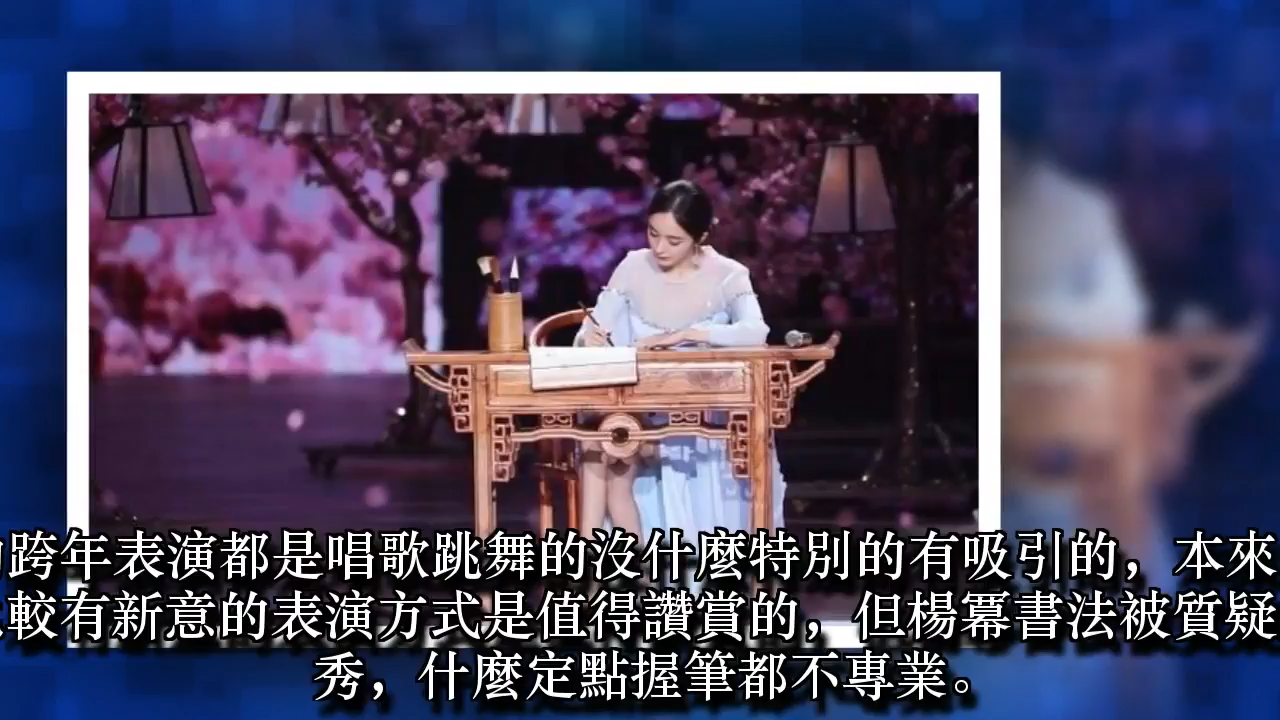 跨年表演都是唱歌跳舞的沒什麼特別的有吸引的，本來
較有新意的表演方式是值得讚賞的，但楊冪書法被質疑
秀，什麼定點握筆都不專業。